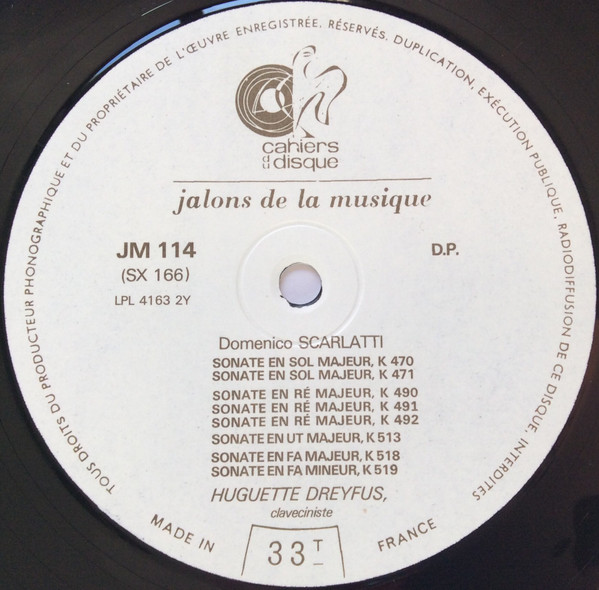 TOUS DROITS DU PRODUCTEUR PHONOGRAPHIQUE ET DU PROPRIÉTAIRE DE L'ŒUVRE ENREGISTRÉE. RÉSERVÉS. DUPLICATION, EXÉCUTION PUBLIQUE, RADIODIFFUSION DE CE DISQUE, INTERDITES
cahiers
du disque
jalons de la musique
JM 114
D.P.
(SX 166)
LPL 4163 2Y
Domenico SCARLATTI
SONATE EN SOL MAJEUR, K 470
SONATE EN SOL MAJEUR, K 471
SONATE EN RÉ MAJEUR, K 490
SONATE EN RÉ MAJEUR, K 491
SONATE EN RÉ MAJEUR, K 492
SONATE EN UT MAJEUR, K 513
SONATE EN FA MAJEUR, K 518
SONATE EN FA MINEUR, K 519
HUGUETTE DREYFUS,
claveciniste
MADE IN FRANCE
33 T